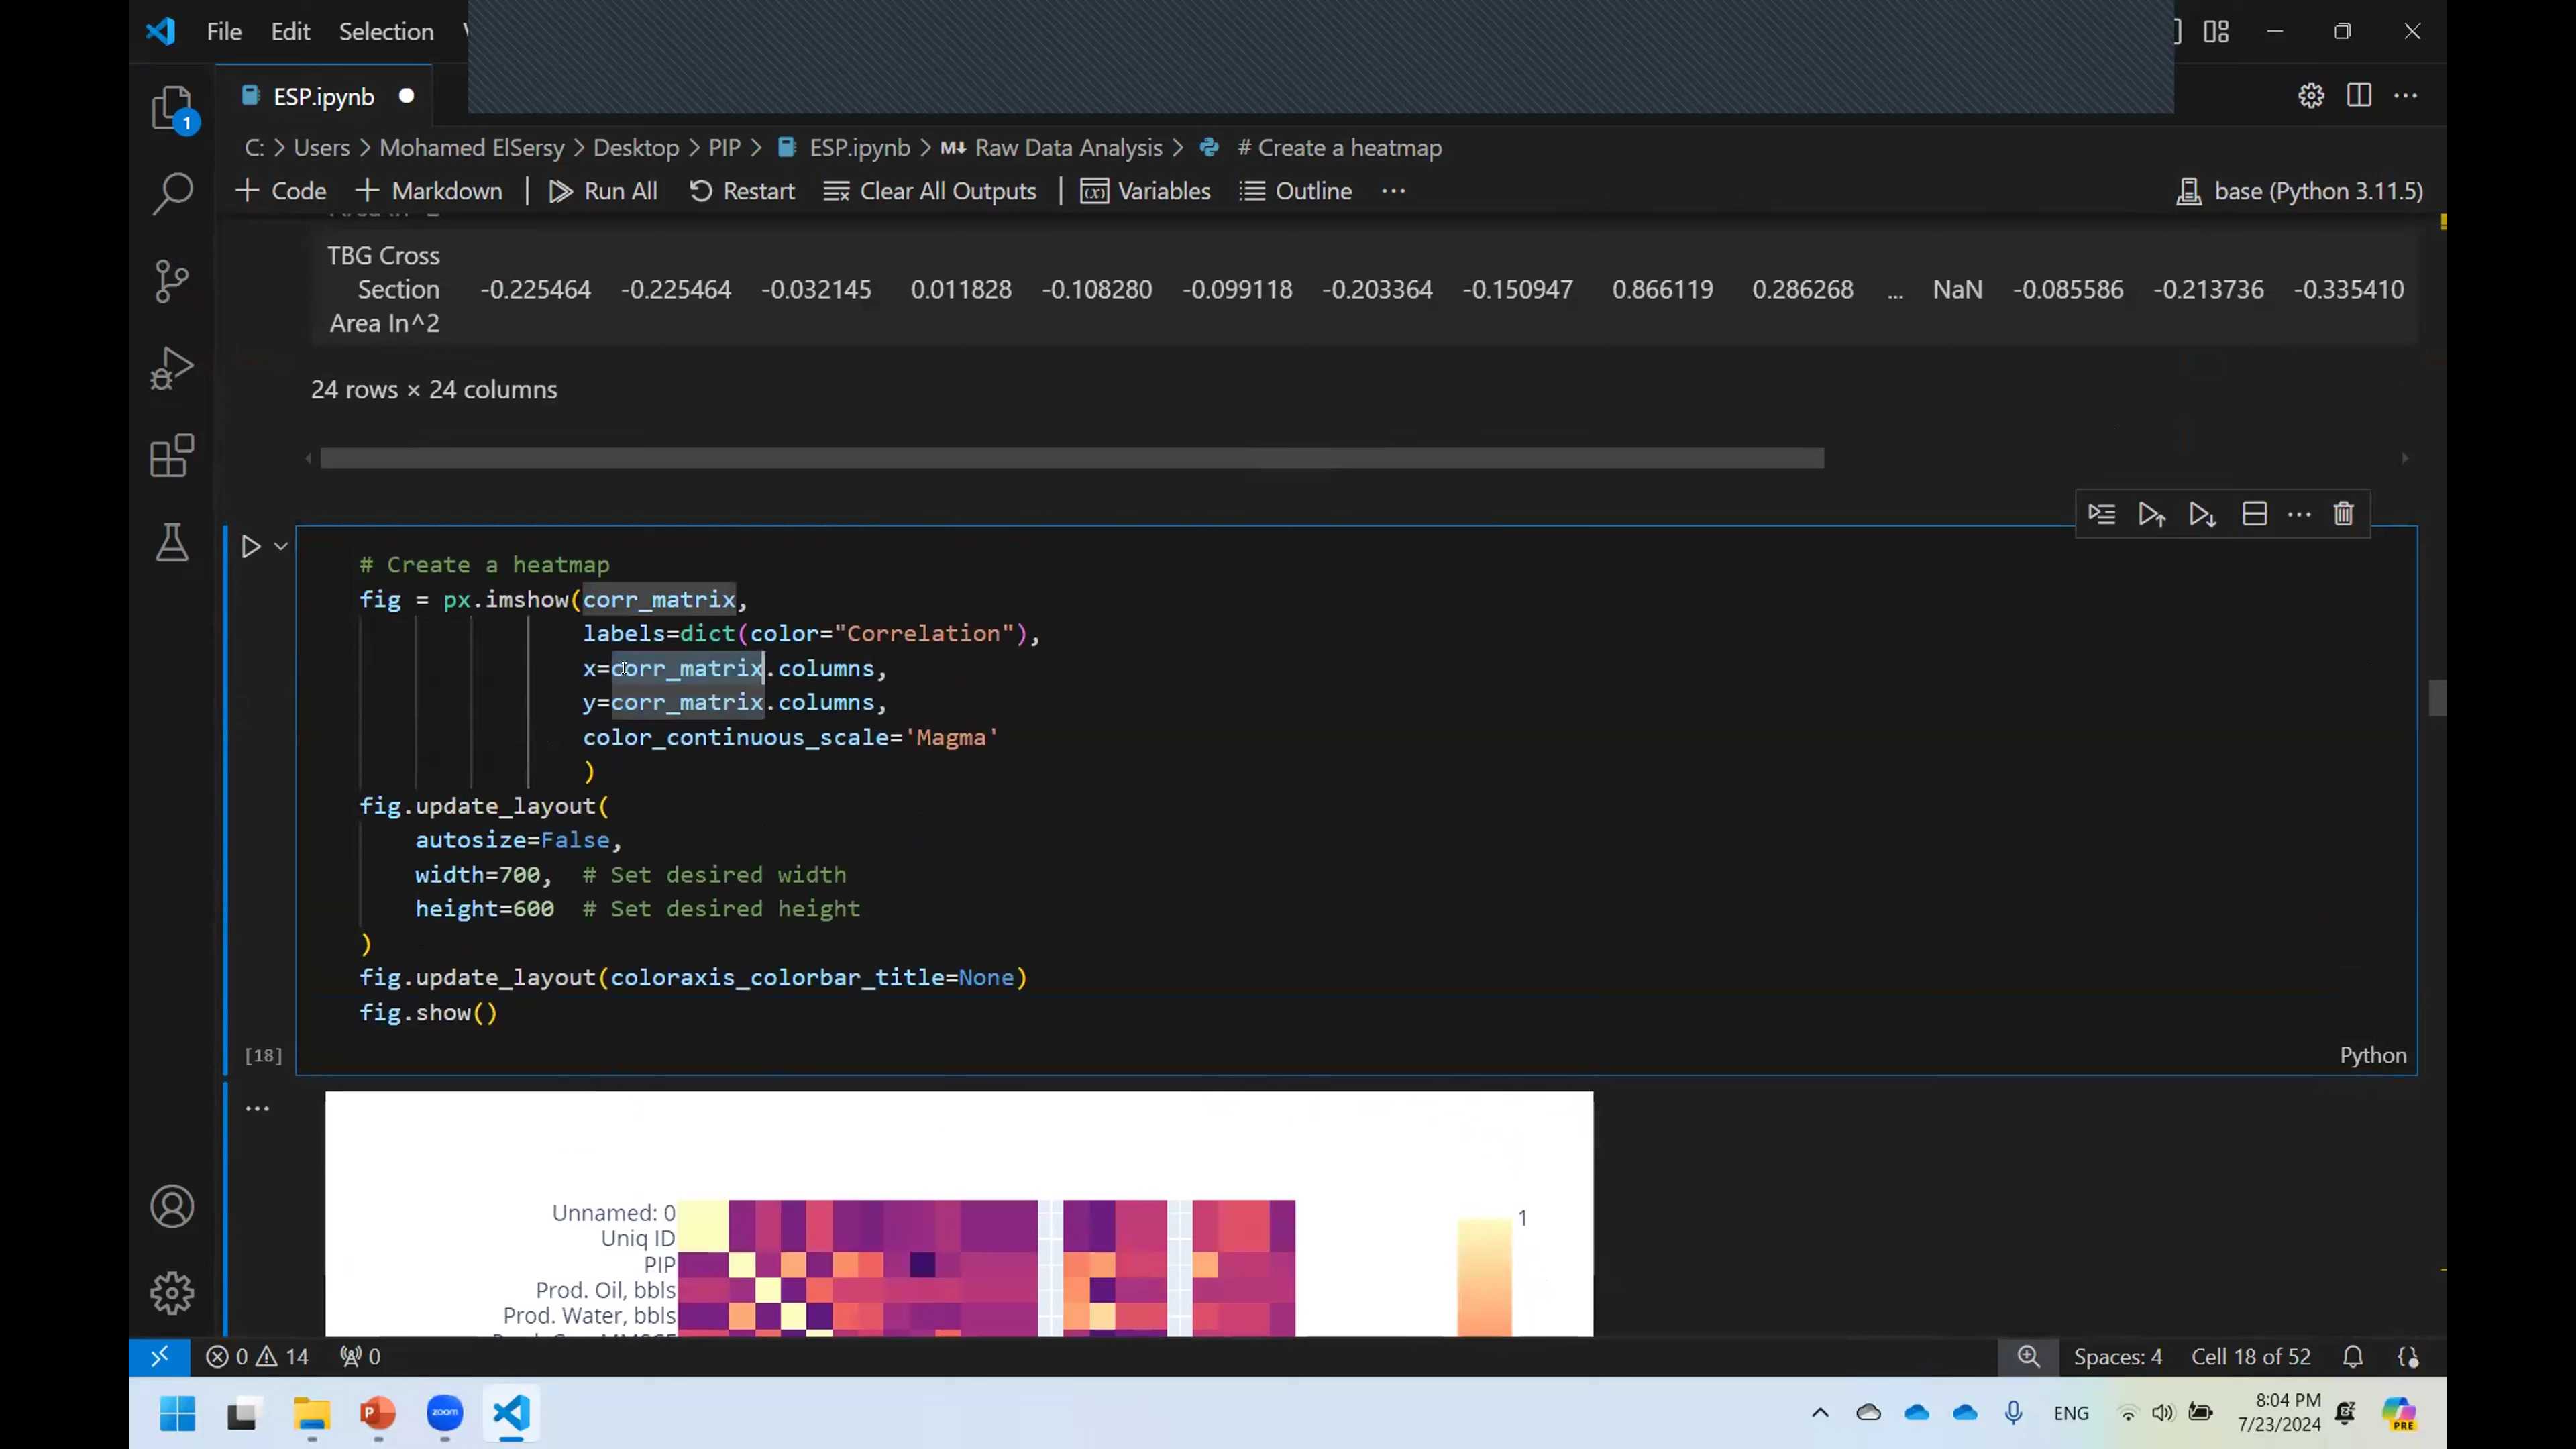 File Edit Selection
ESP.ipynb
1
C: > Users > Mohamed ElSersy > Desktop > PIP > ESP.ipynb > M↓ Raw Data Analysis > # Create a heatmap
+ Code + Markdown | Run All Restart Clear All Outputs | Variables Outline ...
base (Python 3.11.5)
TBG Cross
Section -0.225464 -0.225464 -0.032145 0.011828 -0.108280 -0.099118 -0.203364 -0.150947 0.866119 0.286268 ... NaN -0.085586 -0.213736 -0.335410
Area In^2
24 rows × 24 columns
# Create a heatmap
fig = px.imshow(corr_matrix,
labels=dict(color="Correlation"),
x=corr_matrix.columns,
y=corr_matrix.columns,
color_continuous_scale='Magma'
)
fig.update_layout(
autosize=False,
width=700, # Set desired width
height=600 # Set desired height
)
fig.update_layout(coloraxis_colorbar_title=None)
fig.show()
[18]
Python
Unnamed: 0
Uniq ID
PIP
Prod. Oil, bbls
Prod. Water, bbls
1
0 14 0
Spaces: 4 Cell 18 of 52
P zoom
ENG
8:04 PM
7/23/2024
PRE